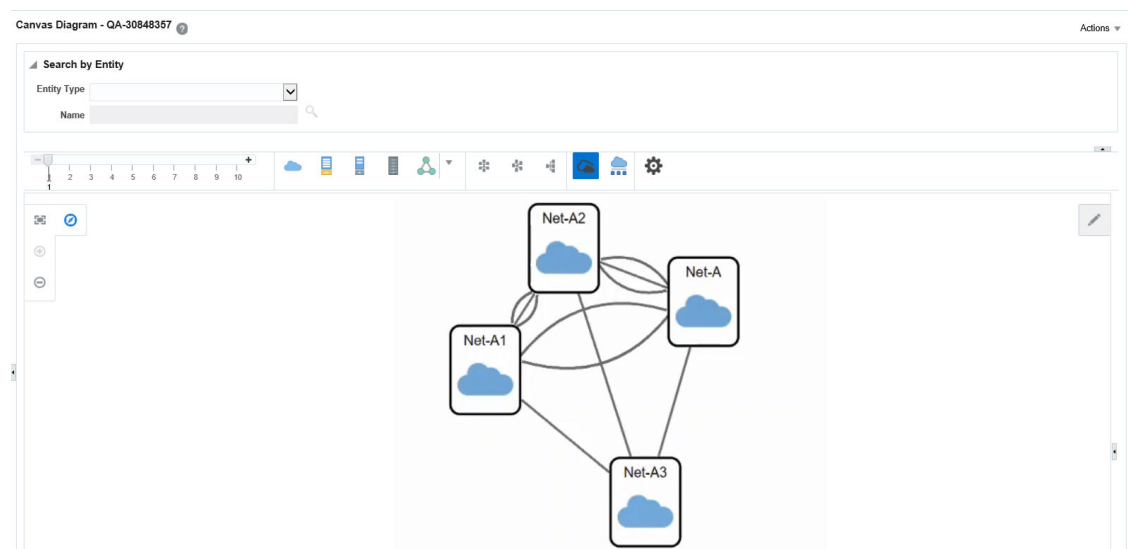 Canvas Diagram - QA-30848357 ?
Actions
Search by Entity
Entity Type
Name
1 2 3 4 5 6 7 8 9 10
1
Net-A2
Net-A
Net-A1
Net-A3